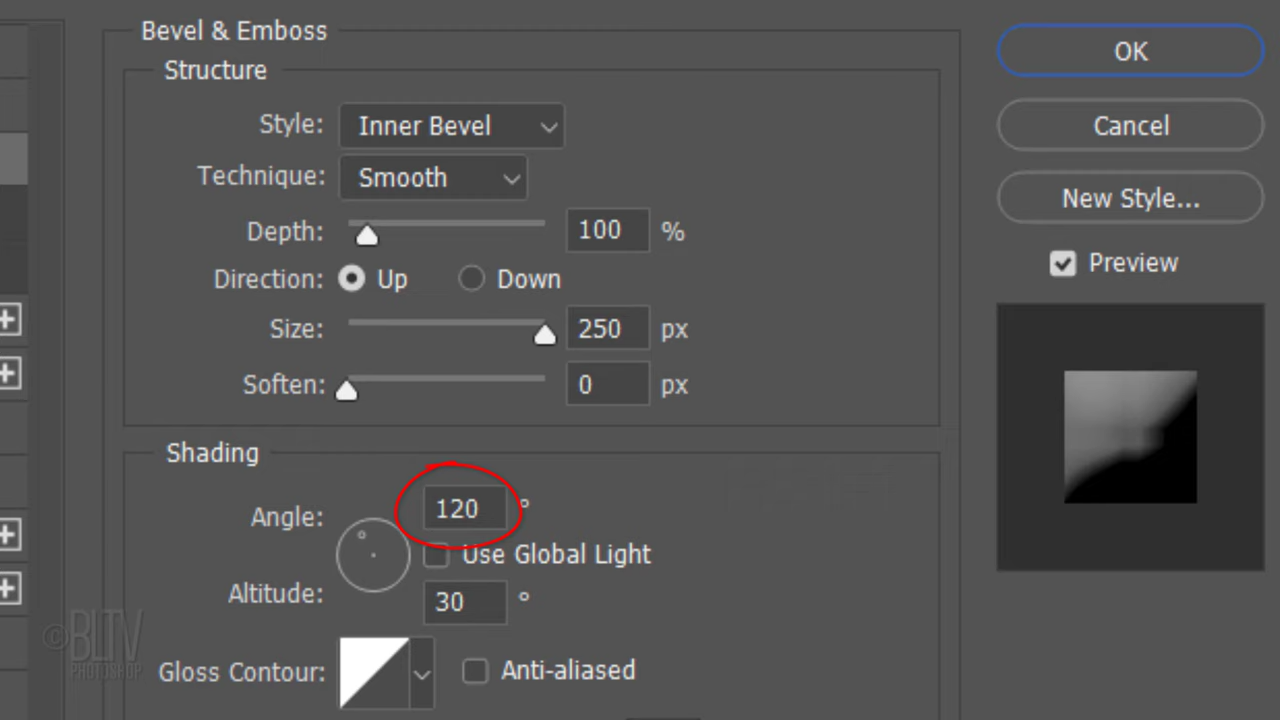 Bevel & Emboss
Structure
Style: Inner Bevel
Technique: Smooth
Depth: 100 %
Direction: Up Down
Size: 250 px
Soften: 0 px
Shading
Angle: 120 °
Use Global Light
Altitude: 30 °
Gloss Contour: Anti-aliased
OK
Cancel
New Style...
Preview
©BLTV
PHOTOSHOP